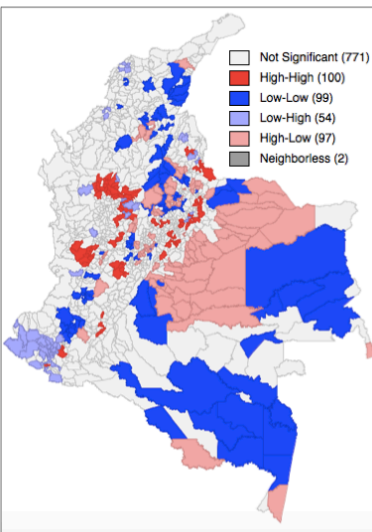 Not Significant (771)
High-High (100)
Low-Low (99)
Low-High (54)
High-Low (97)
Neighborless (2)